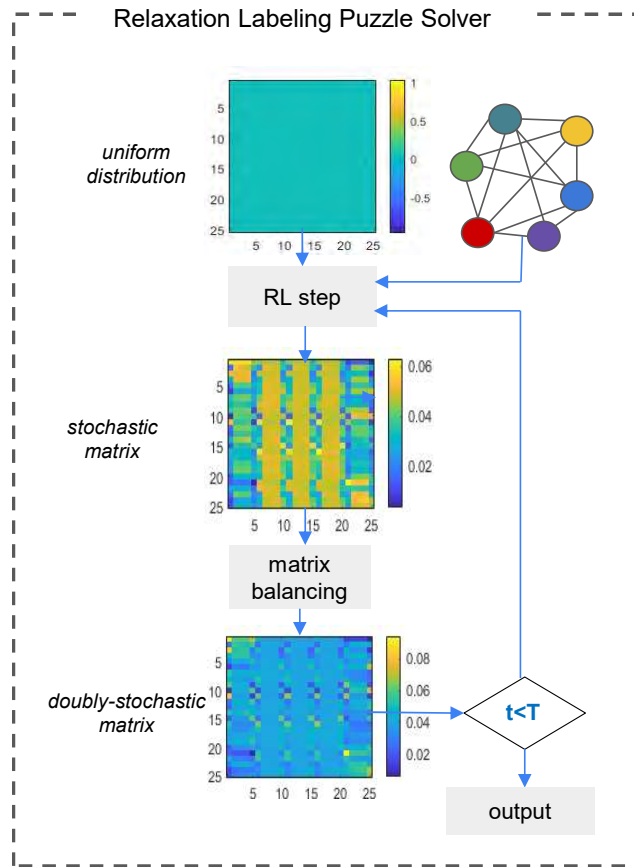 Relaxation Labeling Puzzle Solver
uniform
distribution
5
10
15
20
25
5 10 15 20 25
1
0.5
0
-0.5
RL step
stochastic
matrix
5
10
15
20
25
5 10 15 20 25
0.06
0.04
0.02
matrix
balancing
doubly-stochastic
matrix
5
10
15
20
25
5 10 15 20 25
0.08
0.06
0.04
0.02
t<T
output